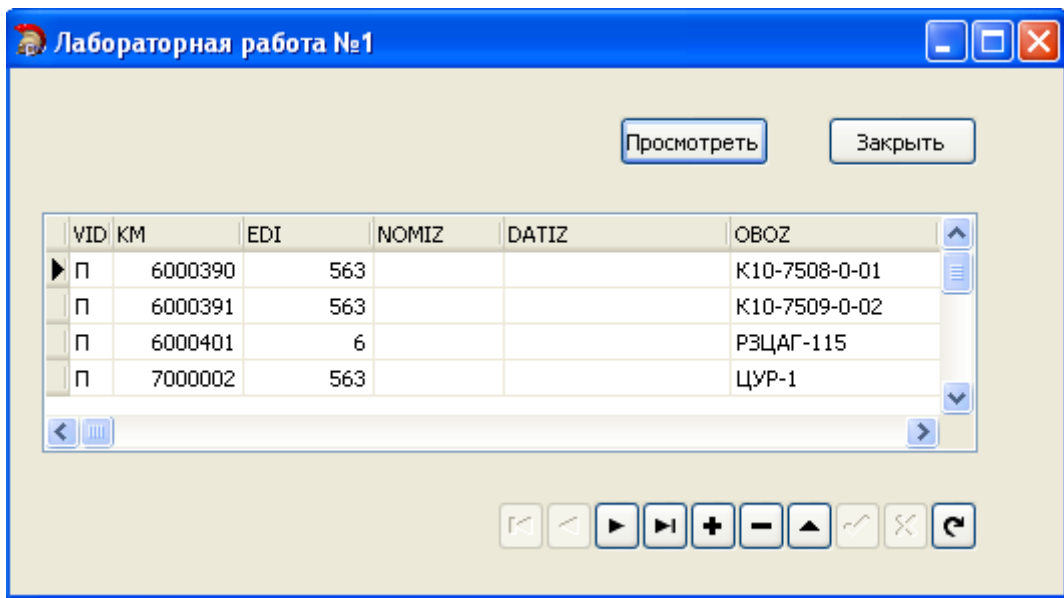 Лабораторная работа №1
Просмотреть Закрыть
VID KM EDI NOMIZ DATIZ OBOZ
П 6000390 563 К10-7508-0-01
П 6000391 563 К10-7509-0-02
П 6000401 6 РЗЦАГ-115
П 7000002 563 ЦУР-1